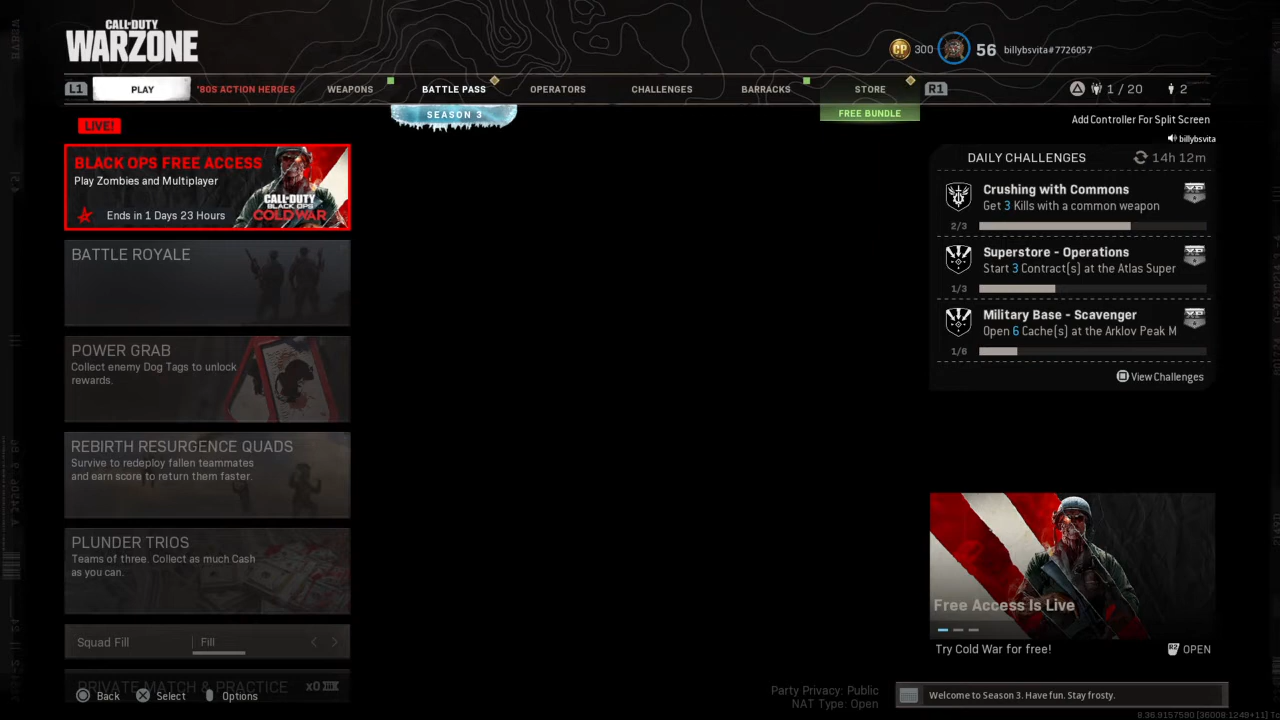 CALL OF DUTY
WARZONE
CP 300 56 billybsvita#7726057
L1 PLAY '80S ACTION HEROES WEAPONS BATTLE PASS OPERATORS CHALLENGES BARRACKS STORE R1 1 / 20 2
SEASON 3
FREE BUNDLE
Add Controller For Split Screen
billybsvita
LIVE!
BLACK OPS FREE ACCESS
Play Zombies and Multiplayer
Ends in 1 Days 23 Hours
CALL OF DUTY
BLACK OPS
COLD WAR
BATTLE ROYALE
POWER GRAB
Collect enemy Dog Tags to unlock
rewards.
REBIRTH RESURGENCE QUADS
Survive to redeploy fallen teammates
and earn score to return them faster.
PLUNDER TRIOS
Teams of three. Collect as much Cash
as you can.
Squad Fill Fill
PRIVATE MATCH & PRACTICE x0
Back Select Options
DAILY CHALLENGES 14h 12m
Crushing with Commons XP
Get 3 Kills with a common weapon
2/3
Superstore - Operations XP
Start 3 Contract(s) at the Atlas Super
1/3
Military Base - Scavenger XP
Open 6 Cache(s) at the Arklov Peak M
1/6
View Challenges
Free Access Is Live
Try Cold War for free! R2 OPEN
Party Privacy: Public
NAT Type: Open
Welcome to Season 3. Have fun. Stay frosty.